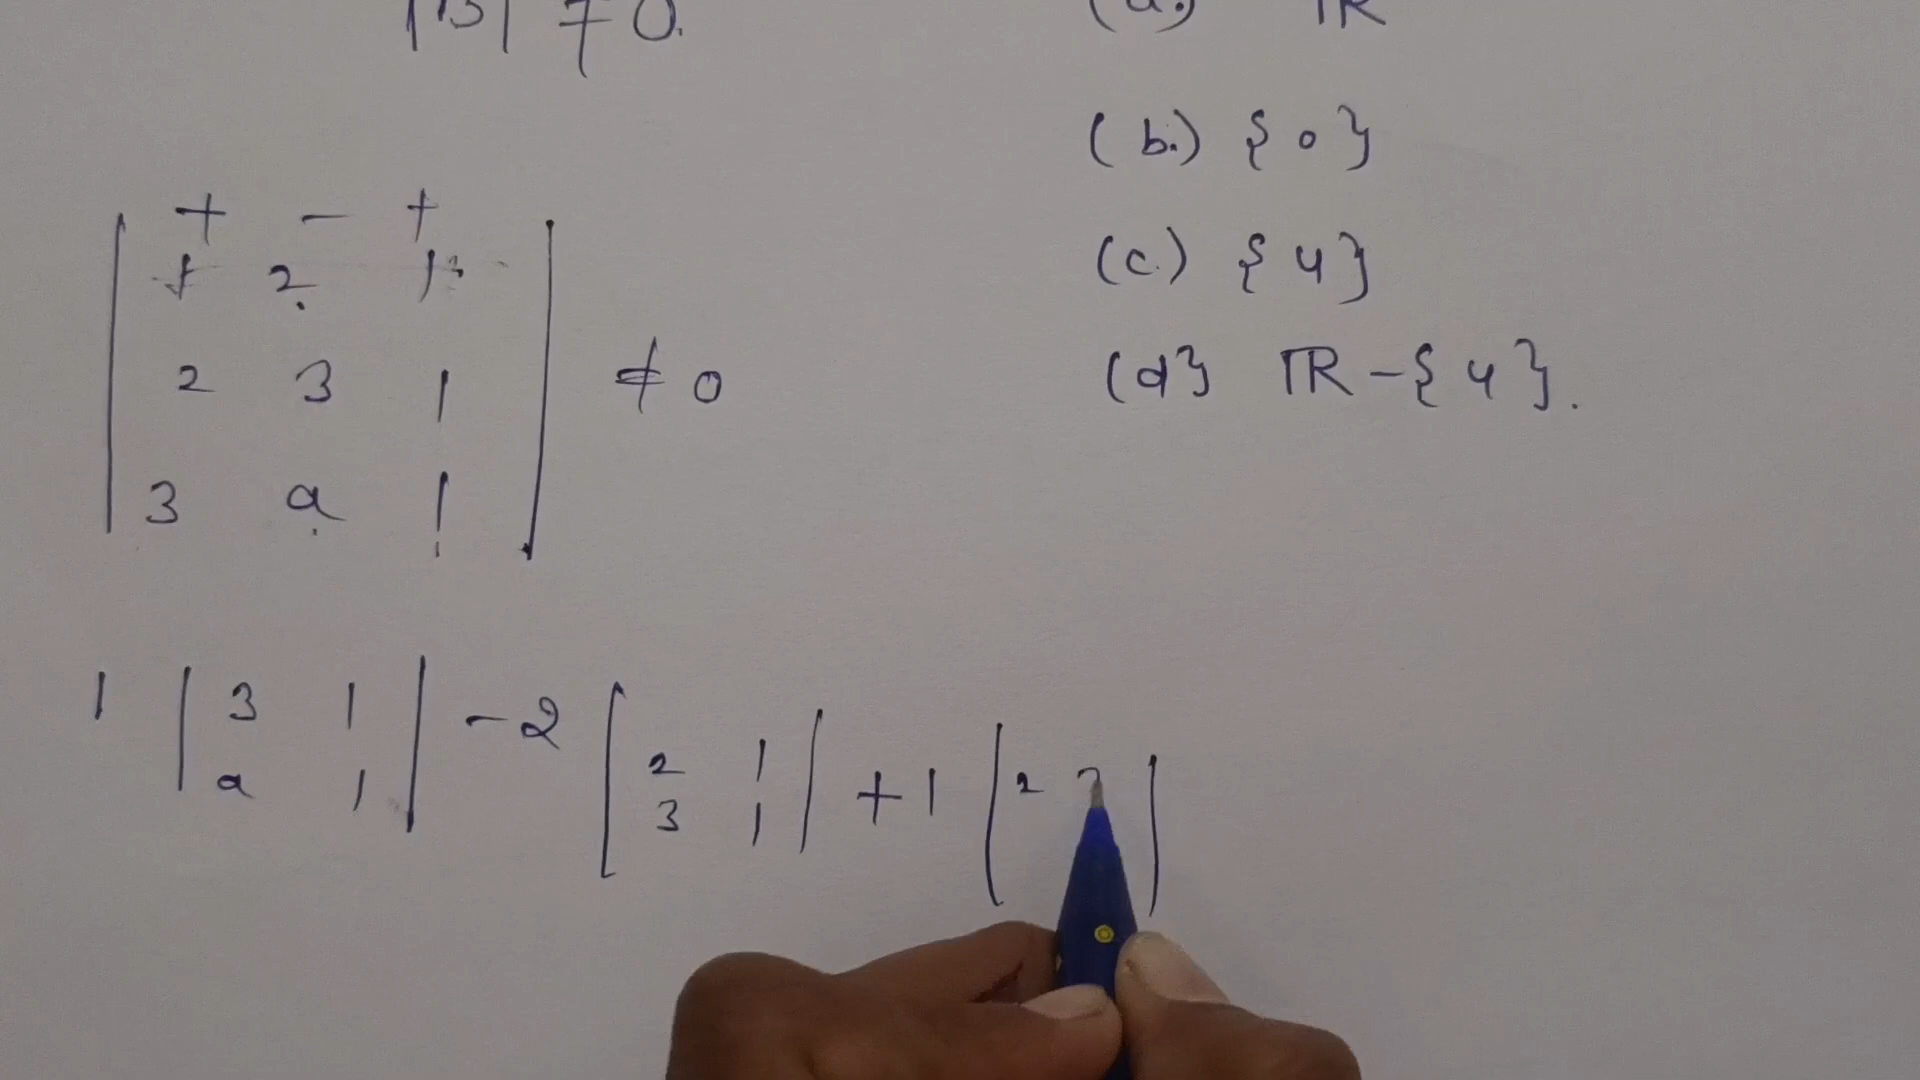 |B| ≠ 0.
(a.) ℝ
(b.) {0}
(c.) {4}
(d} ℝ - {4}.
+ - +
1 2 1
2 3 1 ≠ 0
3 a 1
1 | 3 1 | - 2 | 2 1 | + 1 | 2 3 |
a 1 3 1